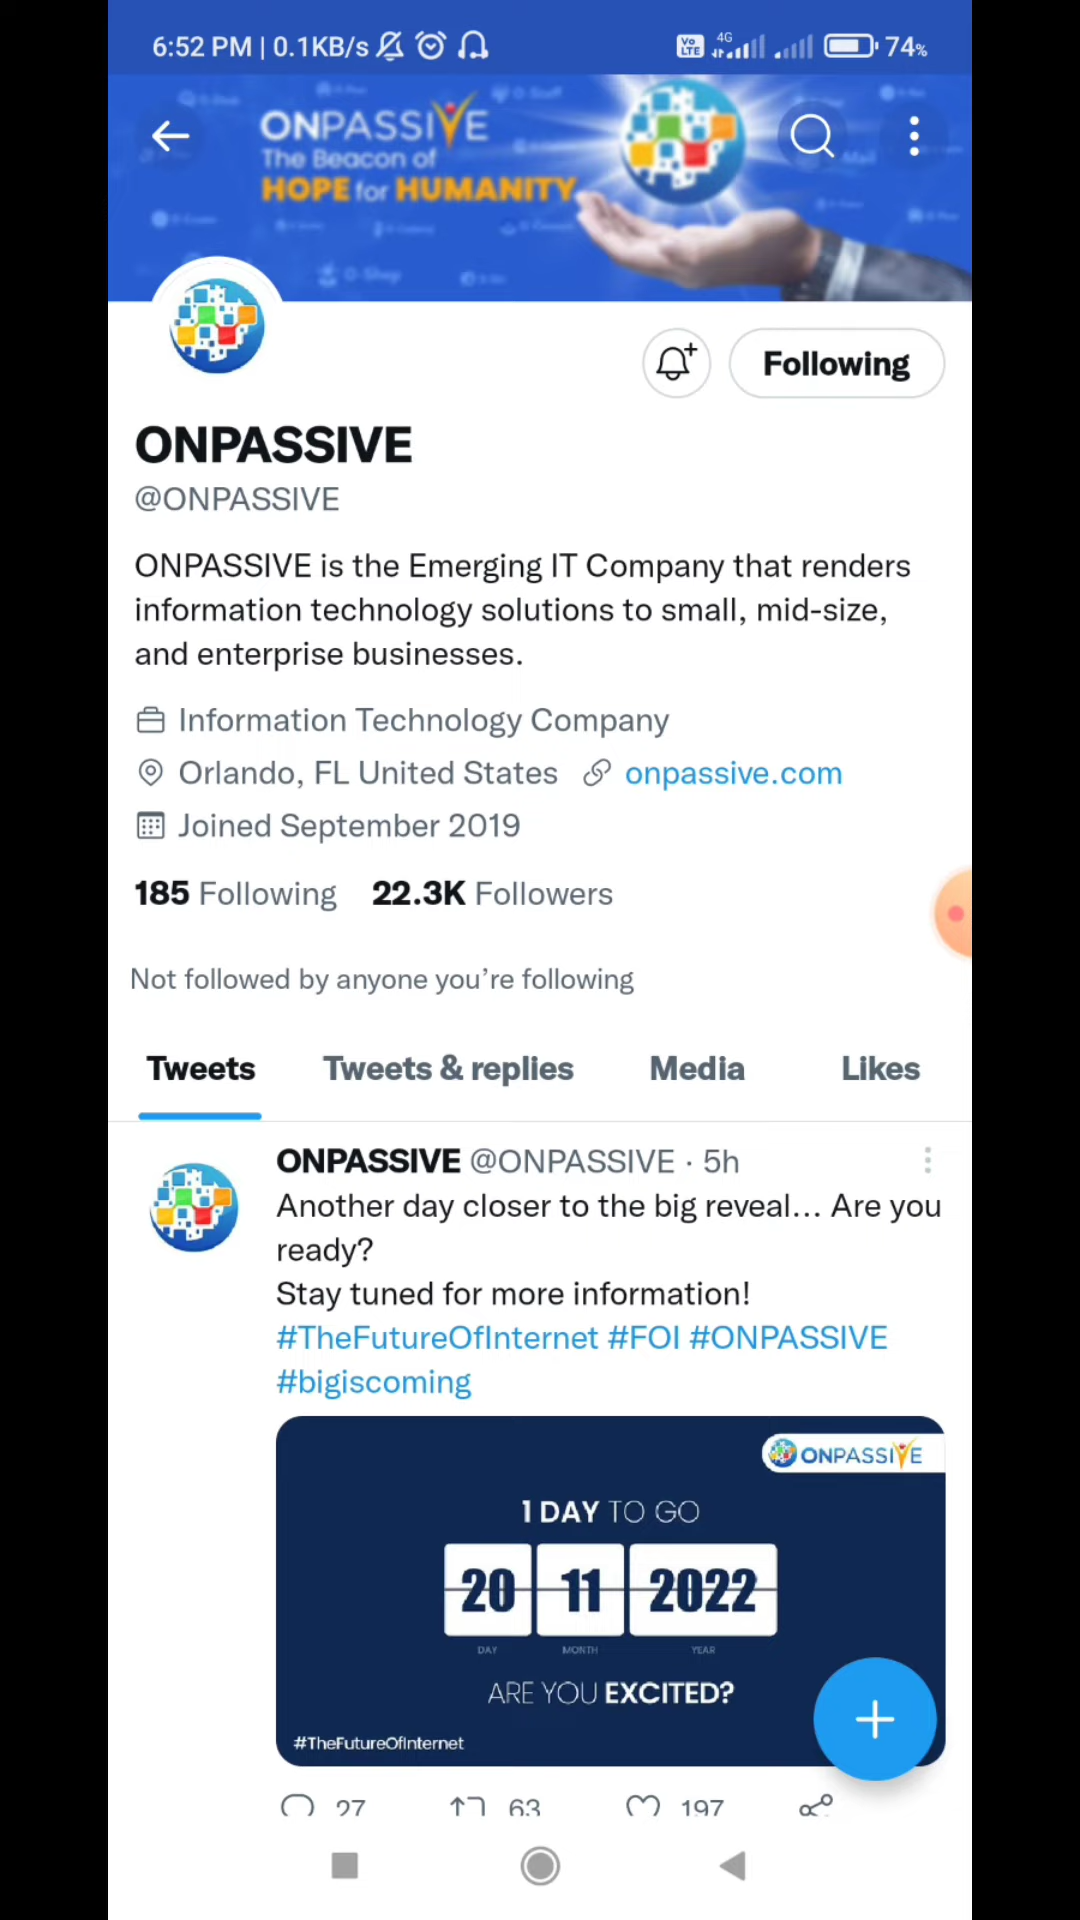 6:52 PM | 0.1KB/s
Vo LTE 4G 74%
ONPASSIVE
The Beacon of
HOPE for HUMANITY
Following
ONPASSIVE
@ONPASSIVE
ONPASSIVE is the Emerging IT Company that renders
information technology solutions to small, mid-size,
and enterprise businesses.
Information Technology Company
Orlando, FL United States onpassive.com
Joined September 2019
185 Following 22.3K Followers
Not followed by anyone you’re following
Tweets Tweets & replies Media Likes
ONPASSIVE @ONPASSIVE · 5h
Another day closer to the big reveal... Are you
ready?
Stay tuned for more information!
#TheFutureOfInternet #FOI #ONPASSIVE
#bigiscoming
ONPASSIVE
1 DAY TO GO
20 11 2022
DAY MONTH YEAR
ARE YOU EXCITED?
#TheFutureOfInternet
27 63 197